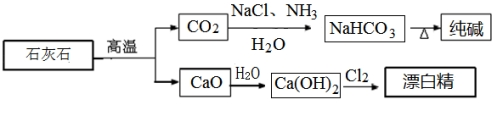 石灰石 高温 CO₂ NaCl、NH₃ H₂O NaHCO₃ △ 纯碱
CaO H₂O Ca(OH)₂ Cl₂ 漂白精